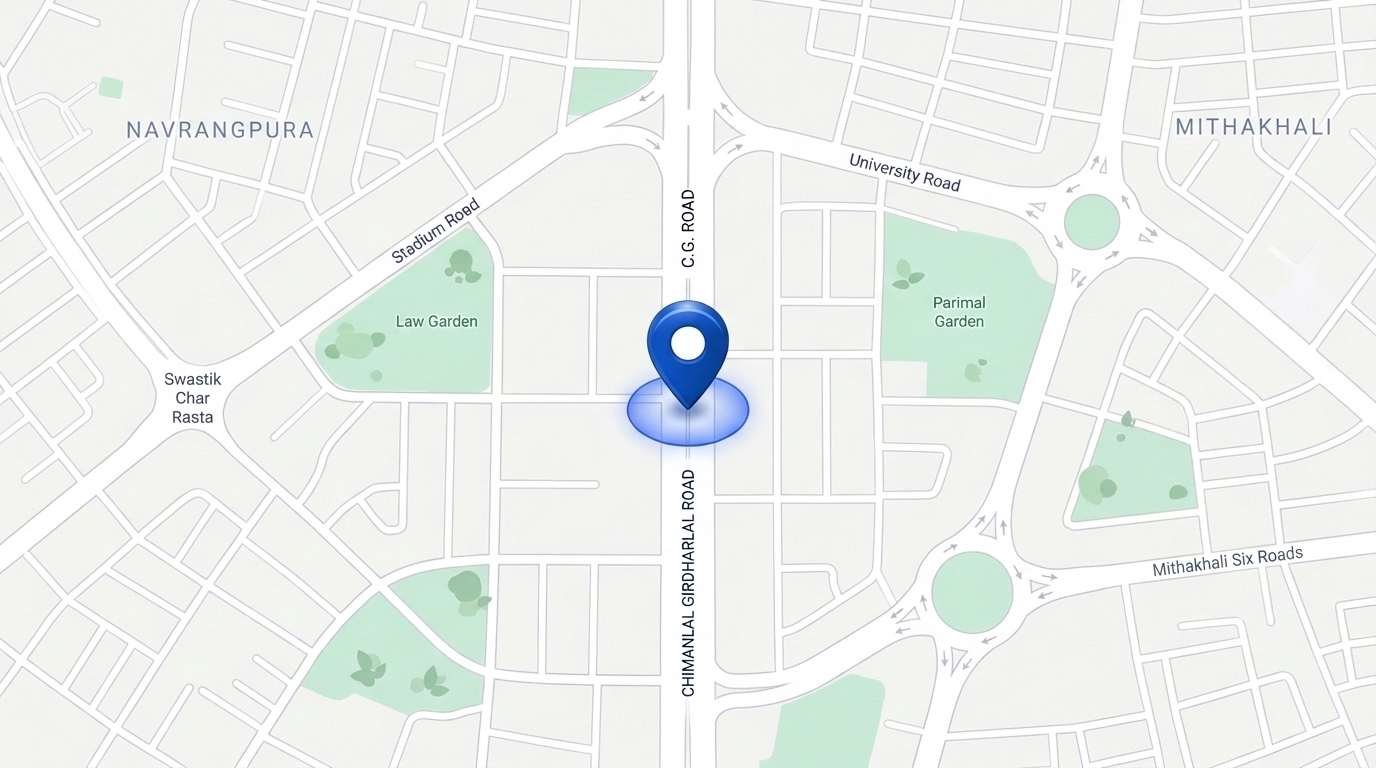 NAVRANGPURA
MITHAKHALI
University Road
C.G. ROAD
Stadium Road
Law Garden
Parimal
Garden
Swastik
Char
Rasta
CHIMANLAL GIRDHARLAL ROAD
Mithakhali Six Roads